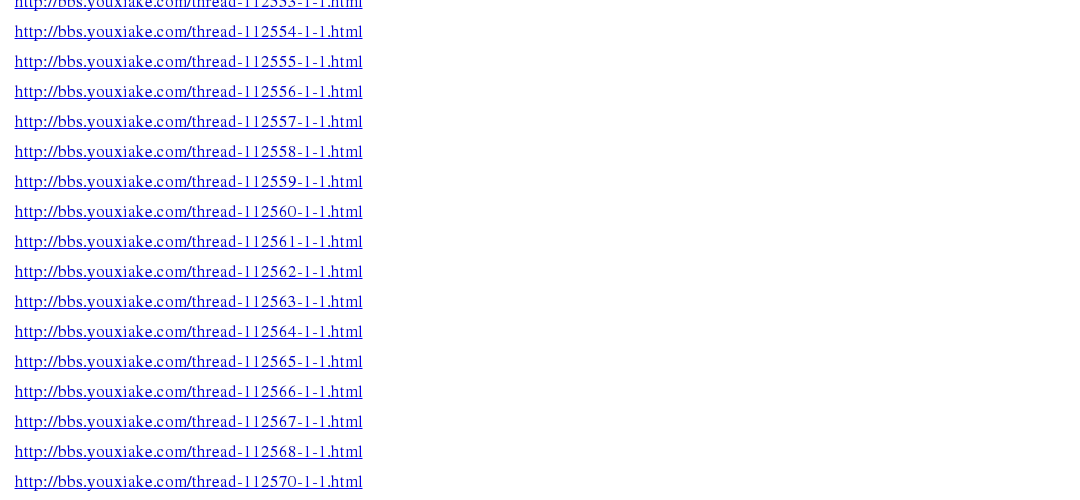 http://bbs.youxiake.com/thread-112553-1-1.html
http://bbs.youxiake.com/thread-112554-1-1.html
http://bbs.youxiake.com/thread-112555-1-1.html
http://bbs.youxiake.com/thread-112556-1-1.html
http://bbs.youxiake.com/thread-112557-1-1.html
http://bbs.youxiake.com/thread-112558-1-1.html
http://bbs.youxiake.com/thread-112559-1-1.html
http://bbs.youxiake.com/thread-112560-1-1.html
http://bbs.youxiake.com/thread-112561-1-1.html
http://bbs.youxiake.com/thread-112562-1-1.html
http://bbs.youxiake.com/thread-112563-1-1.html
http://bbs.youxiake.com/thread-112564-1-1.html
http://bbs.youxiake.com/thread-112565-1-1.html
http://bbs.youxiake.com/thread-112566-1-1.html
http://bbs.youxiake.com/thread-112567-1-1.html
http://bbs.youxiake.com/thread-112568-1-1.html
http://bbs.youxiake.com/thread-112570-1-1.html